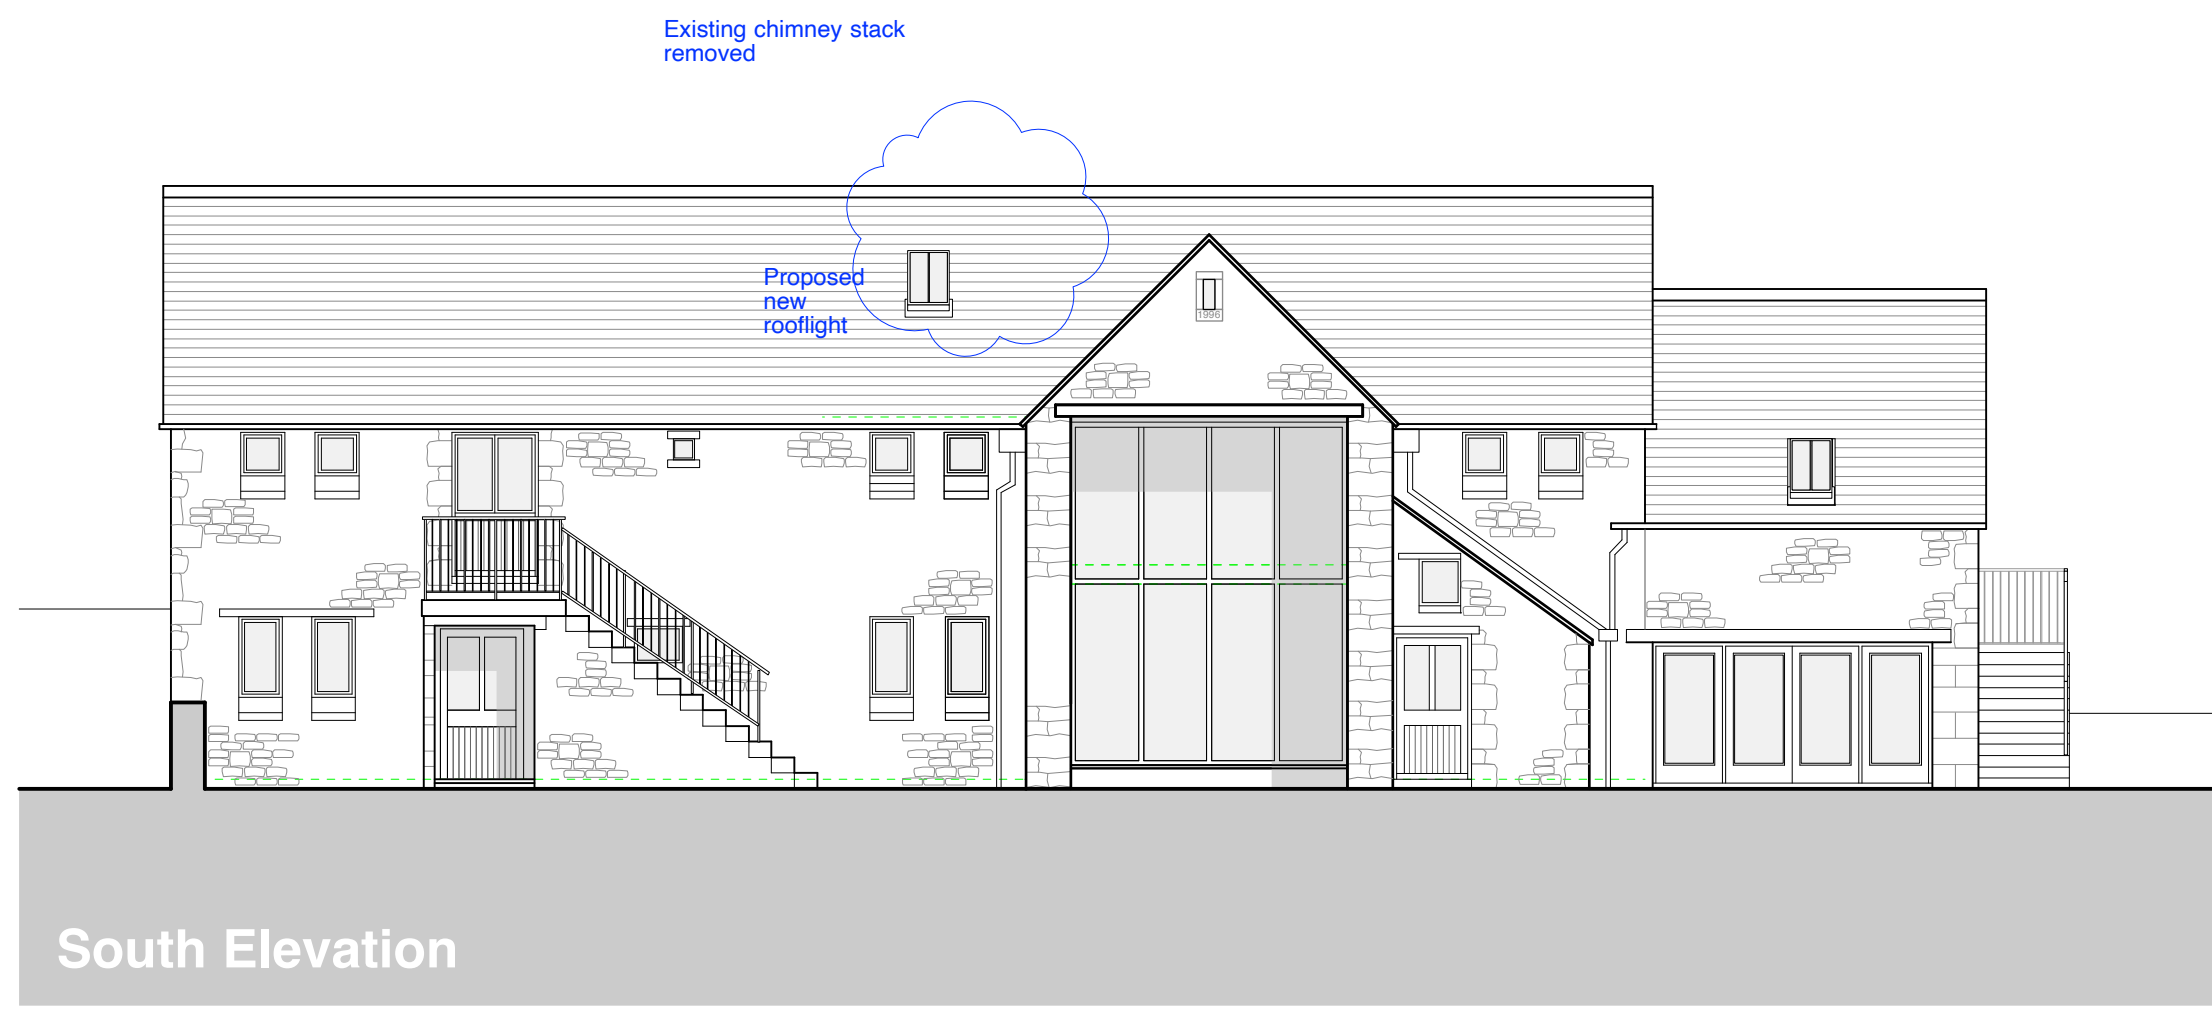 Existing chimney stack
removed
Proposed
new
rooflight
1996
South Elevation